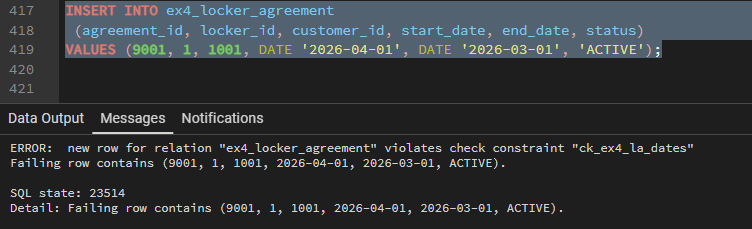 417 INSERT INTO ex4_locker_agreement
418 (agreement_id, locker_id, customer_id, start_date, end_date, status)
419 VALUES (9001, 1, 1001, DATE '2026-04-01', DATE '2026-03-01', 'ACTIVE');
420
421
Data Output Messages Notifications
ERROR: new row for relation "ex4_locker_agreement" violates check constraint "ck_ex4_la_dates"
Failing row contains (9001, 1, 1001, 2026-04-01, 2026-03-01, ACTIVE).
SQL state: 23514
Detail: Failing row contains (9001, 1, 1001, 2026-04-01, 2026-03-01, ACTIVE).